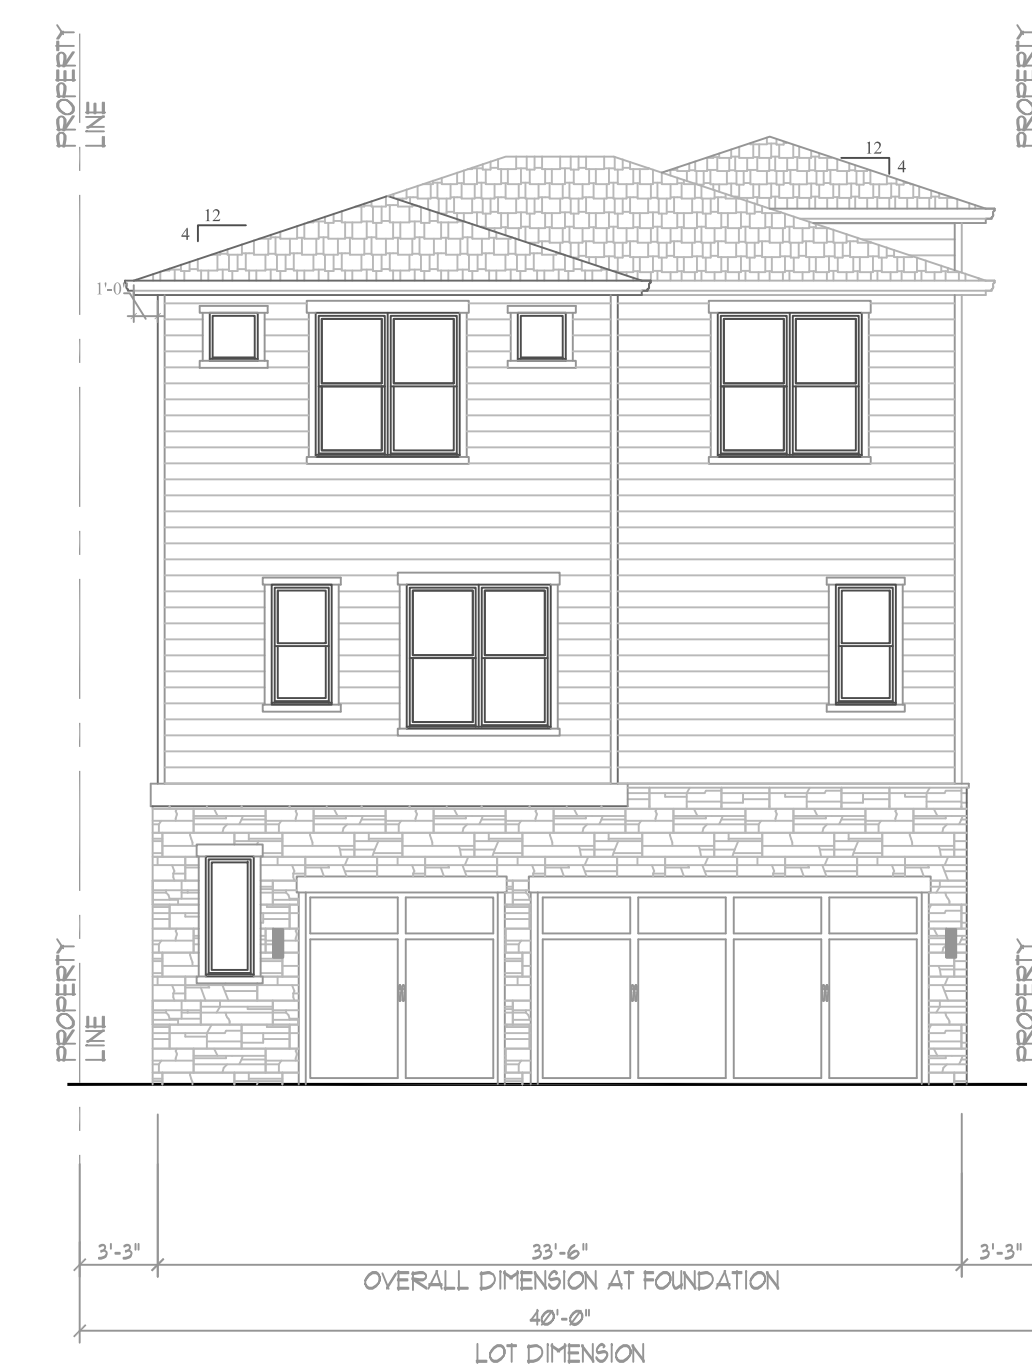 PROPERTY
LINE
PROPERTY
12
4
12
4
1'-0"
PROPERTY
LINE
PROPERTY
3'-3"
33'-6"
3'-3"
OVERALL DIMENSION AT FOUNDATION
40'-0"
LOT DIMENSION